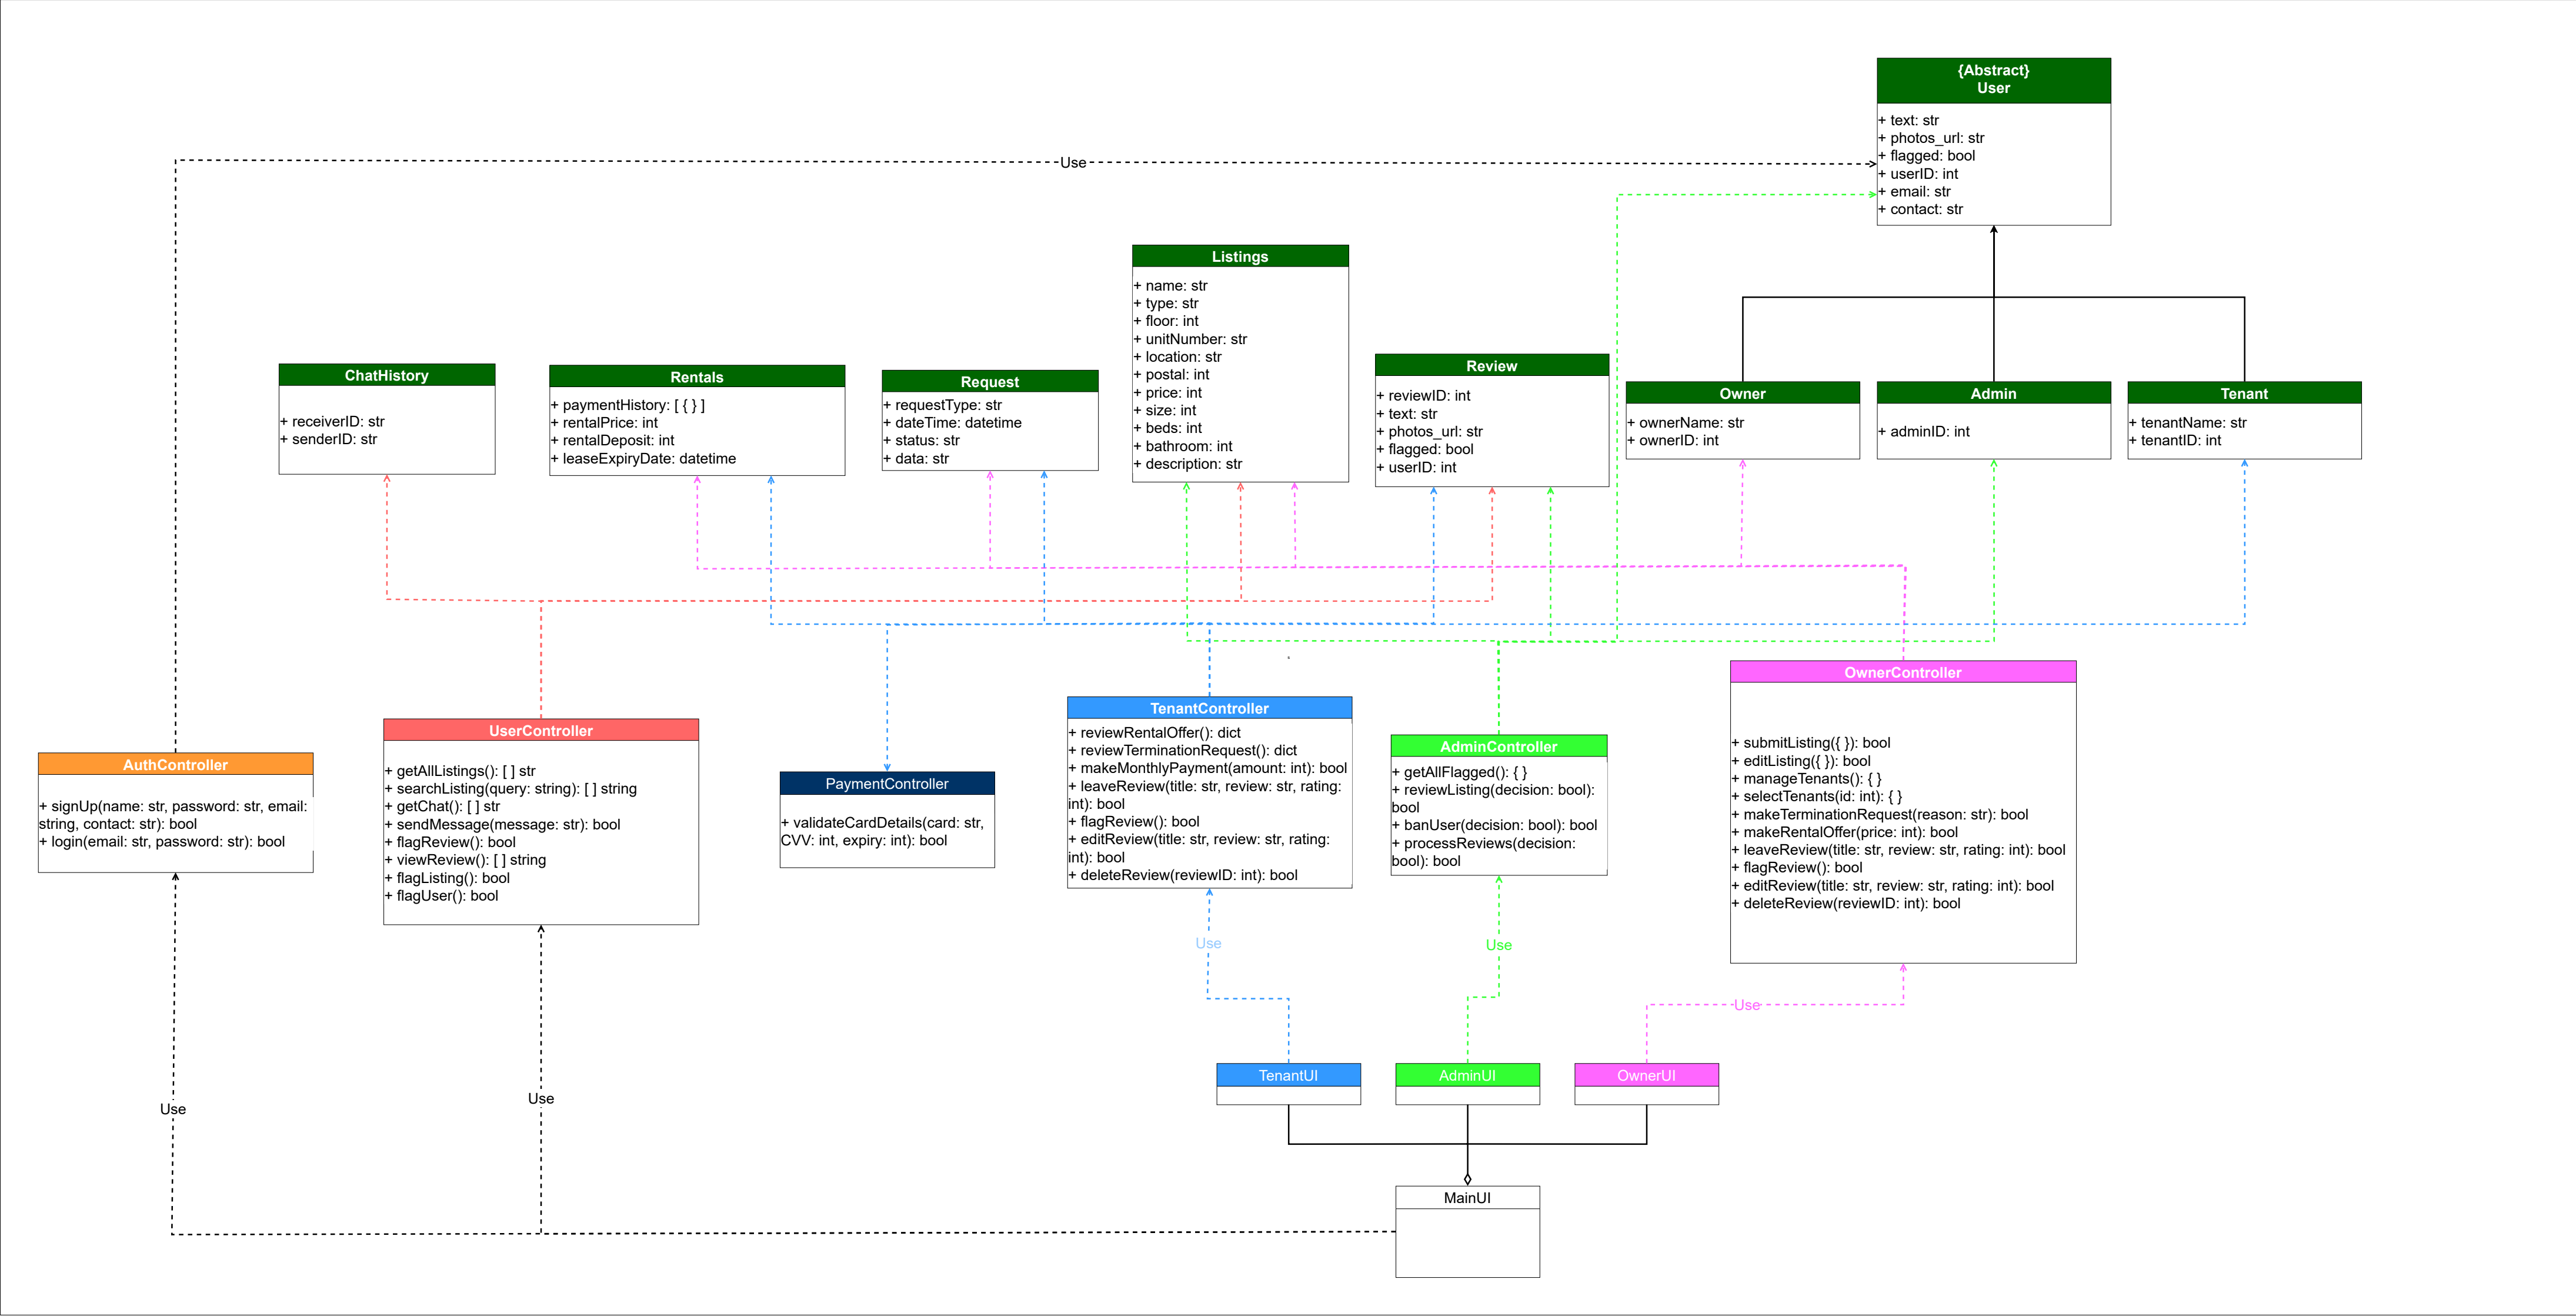 {Abstract}
User
+ text: str
+ photos_url: str
+ flagged: bool
+ userID: int
+ email: str
+ contact: str
Use
Listings
+ name: str
+ type: str
+ floor: int
+ unitNumber: str
+ location: str
+ postal: int
+ price: int
+ size: int
+ beds: int
+ bathroom: int
+ description: str
ChatHistory
+ receiverID: str
+ senderID: str
Rentals
+ paymentHistory: [ { } ]
+ rentalPrice: int
+ rentalDeposit: int
+ leaseExpiryDate: datetime
Request
+ requestType: str
+ dateTime: datetime
+ status: str
+ data: str
Review
+ reviewID: int
+ text: str
+ photos_url: str
+ flagged: bool
+ userID: int
Owner
+ ownerName: str
+ ownerID: int
Admin
+ adminID: int
Tenant
+ tenantName: str
+ tenantID: int
AuthController
+ signUp(name: str, password: str, email:
string, contact: str): bool
+ login(email: str, password: str): bool
UserController
+ getAllListings(): [ ] str
+ searchListing(query: string): [ ] string
+ getChat(): [ ] str
+ sendMessage(message: str): bool
+ flagReview(): bool
+ viewReview(): [ ] string
+ flagListing(): bool
+ flagUser(): bool
PaymentController
+ validateCardDetails(card: str,
CVV: int, expiry: int): bool
TenantController
+ reviewRentalOffer(): dict
+ reviewTerminationRequest(): dict
+ makeMonthlyPayment(amount: int): bool
+ leaveReview(title: str, review: str, rating:
int): bool
+ flagReview(): bool
+ editReview(title: str, review: str, rating:
int): bool
+ deleteReview(reviewID: int): bool
AdminController
+ getAllFlagged(): { }
+ reviewListing(decision: bool):
bool
+ banUser(decision: bool): bool
+ processReviews(decision:
bool): bool
OwnerController
+ submitListing({ }): bool
+ editListing({ }): bool
+ manageTenants(): { }
+ selectTenants(id: int): { }
+ makeTerminationRequest(reason: str): bool
+ makeRentalOffer(price: int): bool
+ leaveReview(title: str, review: str, rating: int): bool
+ flagReview(): bool
+ editReview(title: str, review: str, rating: int): bool
+ deleteReview(reviewID: int): bool
Use
Use
Use
Use
Use
TenantUI
AdminUI
OwnerUI
MainUI